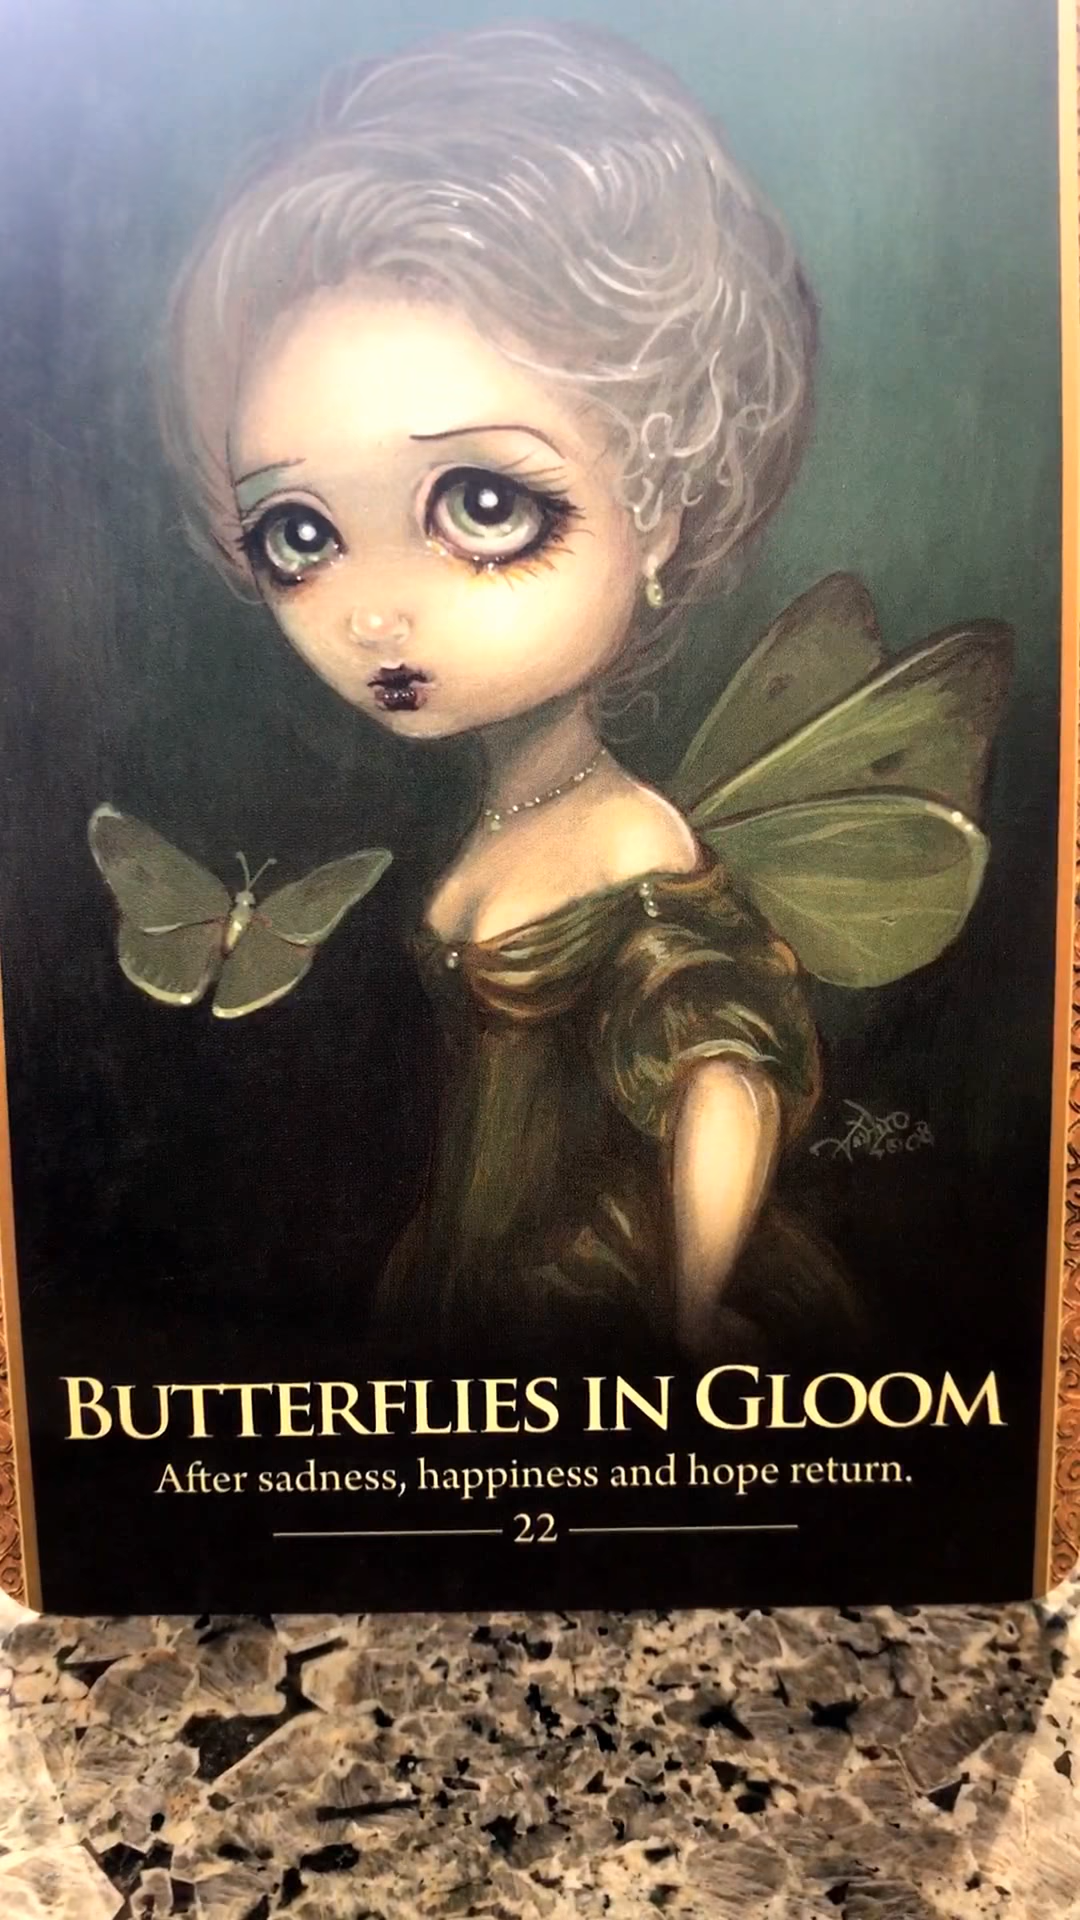 BUTTERFLIES IN GLOOM
After sadness, happiness and hope return.
22